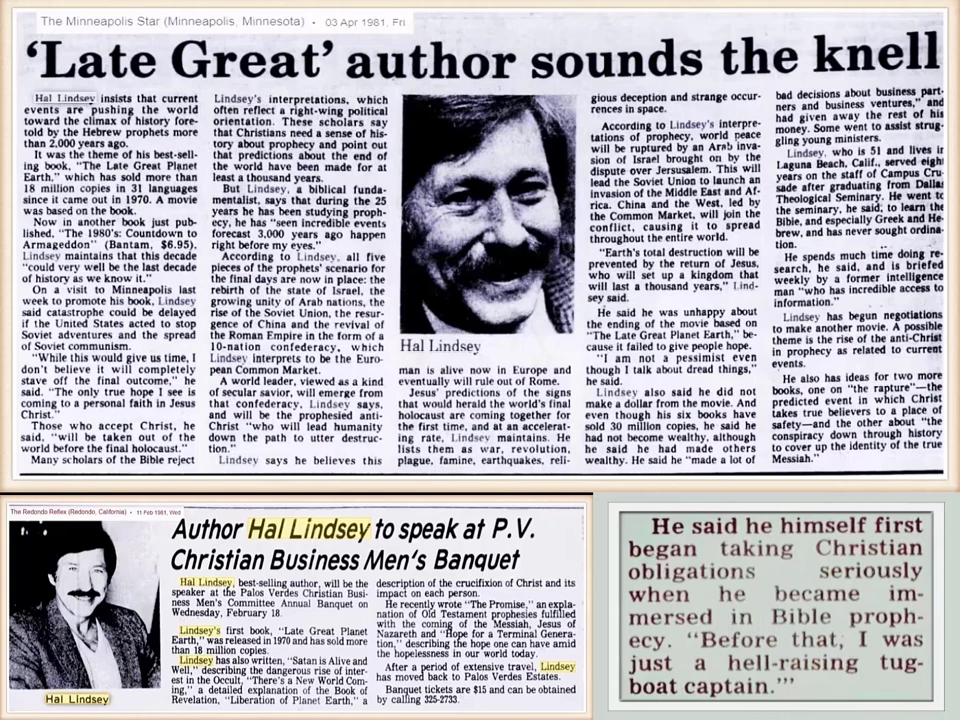 The Minneapolis Star (Minneapolis, Minnesota) • 03 Apr 1981, Fri
‘Late Great’ author sounds the knell
Hal Lindsey insists that current
events are pushing the world
toward the climax of history fore-
told by the Hebrew prophets more
than 2,000 years ago.
It was the theme of his best-sell-
ing book, “The Late Great Planet
Earth,” which has sold more than
18 million copies in 31 languages
since it came out in 1970. A movie
was based on the book.
Now in another book just pub-
lished, “The 1980’s: Countdown to
Armageddon” (Bantam, $6.95),
Lindsey maintains that this decade
“could very well be the last decade
of history as we know it.”
On a visit to Minneapolis last
week to promote his book, Lindsey
said catastrophe could be delayed
if the United States acted to stop
Soviet adventures and the spread
of Soviet communism.
“While this would give us time, I
don’t believe it will completely
stave off the final outcome,” he
said. “The only true hope I see is
coming to a personal faith in Jesus
Christ.”
Those who accept Christ, he
said, “will be taken out of the
world before the final holocaust.”
Many scholars of the Bible reject
Lindsey’s interpretations, which
often reflect a right-wing political
orientation. These scholars say
that Christians need a sense of his-
tory about prophecy and point out
that predictions about the end of
the world have been made for at
least a thousand years.
But Lindsey, a biblical funda-
mentalist, says that during the 25
years he has been studying proph-
ecy, he has “seen incredible events
forecast 3,000 years ago happen
right before my eyes.”
According to Lindsey, all five
pieces of the prophets’ scenario for
the final days are now in place: the
rebirth of the state of Israel, the
growing unity of Arab nations, the
rise of the Soviet Union, the resur-
gence of China and the revival of
the Roman Empire in the form of a
10-nation confederacy, which
Lindsey interprets to be the Euro-
pean Common Market.
A world leader, viewed as a kind
of secular savior, will emerge from
that confederacy, Lindsey says,
and will be the prophesied anti-
Christ “who will lead humanity
down the path to utter destruc-
tion.”
Lindsey says he believes this
Hal Lindsey
man is alive now in Europe and
eventually will rule out of Rome.
Jesus’ predictions of the signs
that would herald the world’s final
holocaust are coming together for
the first time, and at an accelerat-
ing rate, Lindsey maintains. He
lists them as war, revolution,
plague, famine, earthquakes, reli-
gious deception and strange occur-
rences in space.
According to Lindsey’s interpre-
tations of prophecy, world peace
will be ruptured by an Arab inva-
sion of Israel brought on by the
dispute over Jerusalem. This will
lead the Soviet Union to launch an
invasion of the Middle East and Af-
rica. China and the West, led by
the Common Market, will join the
conflict, causing it to spread
throughout the entire world.
“Earth’s total destruction will be
prevented by the return of Jesus,
who will set up a kingdom that
will last a thousand years,” Lind-
sey said.
He said he was unhappy about
the ending of the movie based on
“The Late Great Planet Earth,” be-
cause it failed to give people hope.
“I am not a pessimist even
though I talk about dread things,”
he said.
Lindsey also said he did not
make a dollar from the movie. And
even though his six books have
sold 30 million copies, he said he
had not become wealthy, although
he said he had made others
wealthy. He said he “made a lot of
bad decisions about business part-
ners and business ventures,” and
had given away the rest of his
money. Some went to assist strug-
gling young ministers.
Lindsey, who is 51 and lives in
Laguna Beach, Calif., served eight
years on the staff of Campus Cru-
sade after graduating from Dallas
Theological Seminary. He went to
the seminary, he said, to learn the
Bible, and especially Greek and He-
brew, and has never sought ordina-
tion.
He spends much time doing re-
search, he said, and is briefed
weekly by a former intelligence
man “who has incredible access to
information.”
Lindsey has begun negotiations
to make another movie. A possible
theme is the rise of the anti-Christ
in prophecy as related to current
events.
He also has ideas for two more
books, one on “the rapture”—the
predicted event in which Christ
takes true believers to a place of
safety—and the other about “the
conspiracy down through history
to cover up the identity of the true
Messiah.”
The Redondo Reflex (Redondo, California) • 11 Feb 1981, Wed
Author Hal Lindsey to speak at P.V.
Christian Business Men’s Banquet
Hal Lindsey
Hal Lindsey, best-selling author, will be the
speaker at the Palos Verdes Christian Busi-
ness Men’s Committee Annual Banquet on
Wednesday, February 18.
Lindsey’s first book, “Late Great Planet
Earth,” was released in 1970 and has sold more
than 18 million copies.
Lindsey has also written, “Satan is Alive and
Well,” describing the dangerous rise of inter-
est in the Occult, “There’s a New World Com-
ing,” a detailed explanation of the Book of
Revelation, “Liberation of Planet Earth,” a
description of the crucifixion of Christ and its
impact on each person.
He recently wrote “The Promise,” an expla-
nation of Old Testament prophesies fulfilled
with the coming of the Messiah, Jesus of
Nazareth and “Hope for a Terminal Genera-
tion,” describing the hope one can have amid
the hopelessness in our world today.
After a period of extensive travel, Lindsey
has moved back to Palos Verdes Estates.
Banquet tickets are $15 and can be obtained
by calling 325-2733.
He said he himself first
began taking Christian
obligations seriously
when he became im-
mersed in Bible proph-
ecy. “Before that, I was
just a hell-raising tug-
boat captain.’”